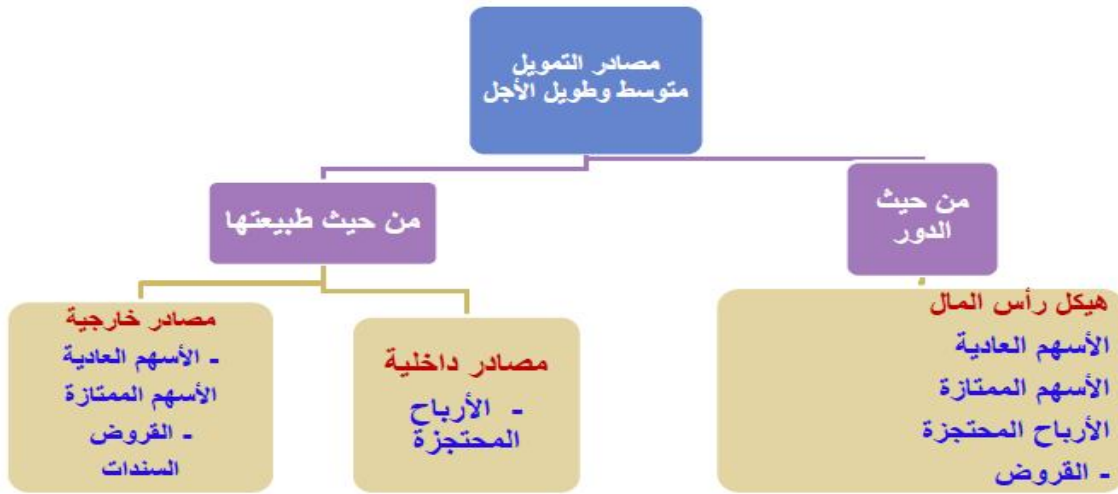 مصادر التمويل
متوسط وطويل الأجل
من حيث
الدور
من حيث طبيعتها
هيكل رأس المال
الأسهم العادية
الأسهم الممتازة
الأرباح المحتجزة
- القروض
مصادر داخلية
- الأرباح
المحتجزة
مصادر خارجية
- الأسهم العادية
الأسهم الممتازة
- القروض
السندات